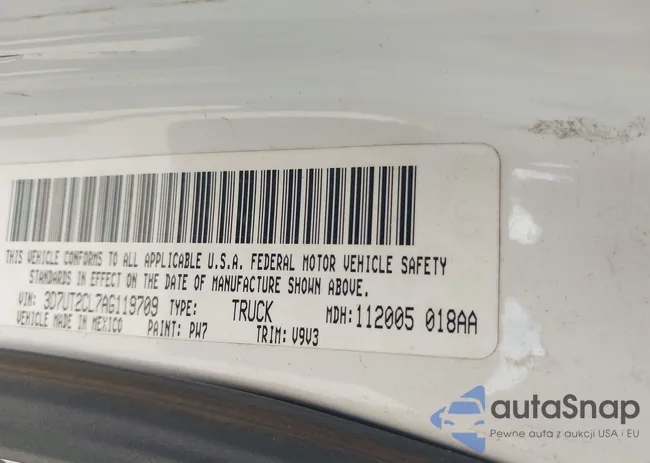 THIS VEHICLE CONFORMS TO ALL APPLICABLE U.S.A. FEDERAL MOTOR VEHICLE SAFETY
STANDARDS IN EFFECT ON THE DATE OF MANUFACTURE SHOWN ABOVE.
VIN: 3D7UT2CL7AG119709 TYPE: TRUCK MDH: 112005 018AA
VEHICLE MADE IN MEXICO PAINT: PW7 TRIM: V9V3
autaSnap
Pewne auta z aukcji USA i EU